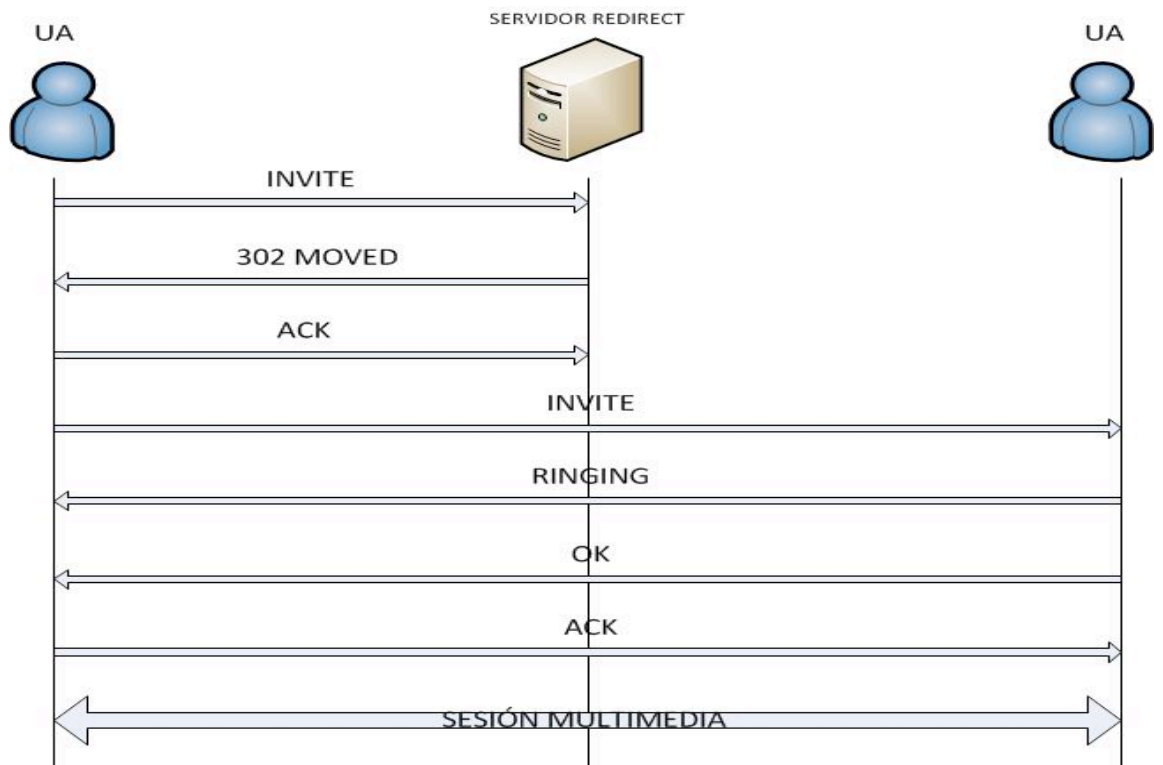 SERVIDOR REDIRECT
UA
UA
INVITE
302 MOVED
ACK
INVITE
RINGING
OK
ACK
SESIÓN MULTIMEDIA